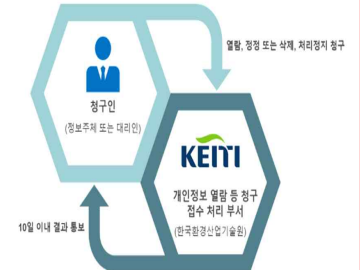 열람, 정정 또는 삭제, 처리정지 청구
청구인
(정보주체 또는 대리인)
KEITI
개인정보 열람 등 청구
접수 처리 부서
(한국환경산업기술원)
10일 이내 결과 통보